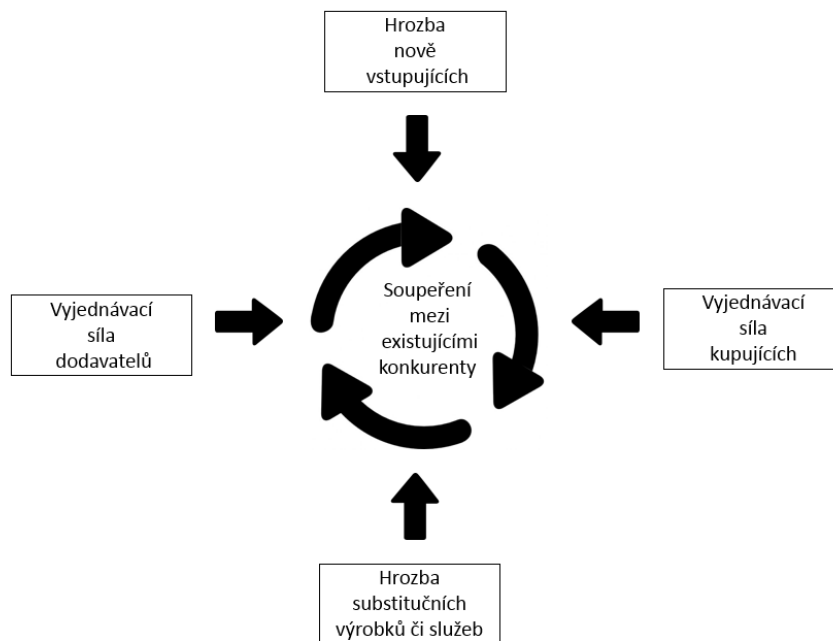 Hrozba
nově
vstupujících
Vyjednávací
síla
dodavatelů
Soupeření
mezi
existujícími
konkurenty
Vyjednávací
síla
kupujících
Hrozba
substitučních
výrobků či služeb